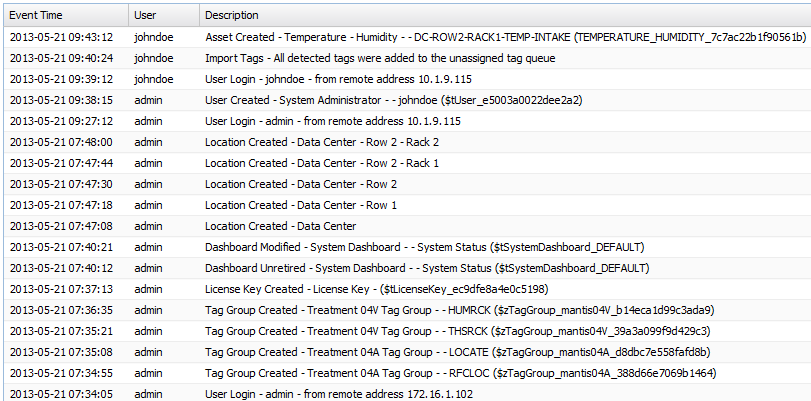 Event Time User Description
2013-05-21 09:43:12 johndoe Asset Created - Temperature - Humidity - - DC-ROW2-RACK1-TEMP-INTAKE (TEMPERATURE_HUMIDITY_7c7ac22b1f90561b)
2013-05-21 09:40:24 johndoe Import Tags - All detected tags were added to the unassigned tag queue
2013-05-21 09:39:12 johndoe User Login - johndoe - from remote address 10.1.9.115
2013-05-21 09:38:15 admin User Created - System Administrator - - johndoe ($tUser_e5003a0022dee2a2)
2013-05-21 09:27:12 admin User Login - admin - from remote address 10.1.9.115
2013-05-21 07:48:00 admin Location Created - Data Center - Row 2 - Rack 2
2013-05-21 07:47:44 admin Location Created - Data Center - Row 2 - Rack 1
2013-05-21 07:47:30 admin Location Created - Data Center - Row 2
2013-05-21 07:47:18 admin Location Created - Data Center - Row 1
2013-05-21 07:47:08 admin Location Created - Data Center
2013-05-21 07:40:21 admin Dashboard Modified - System Dashboard - - System Status ($tSystemDashboard_DEFAULT)
2013-05-21 07:40:12 admin Dashboard Unretired - System Dashboard - - System Status ($tSystemDashboard_DEFAULT)
2013-05-21 07:37:13 admin License Key Created - License Key - ($tLicenseKey_ec9dfe8a4e0c5198)
2013-05-21 07:36:35 admin Tag Group Created - Treatment 04V Tag Group - - HUMRCK ($zTagGroup_mantis04V_b14eca1d99c3ada9)
2013-05-21 07:35:21 admin Tag Group Created - Treatment 04V Tag Group - - THSRCK ($zTagGroup_mantis04V_39a3a099f9d429c3)
2013-05-21 07:35:08 admin Tag Group Created - Treatment 04A Tag Group - - LOCATE ($zTagGroup_mantis04A_d8dbc7e558fafd8b)
2013-05-21 07:34:55 admin Tag Group Created - Treatment 04A Tag Group - - RFCLOC ($zTagGroup_mantis04A_388d66e7069b1464)
2013-05-21 07:34:05 admin User Login - admin - from remote address 172.16.1.102